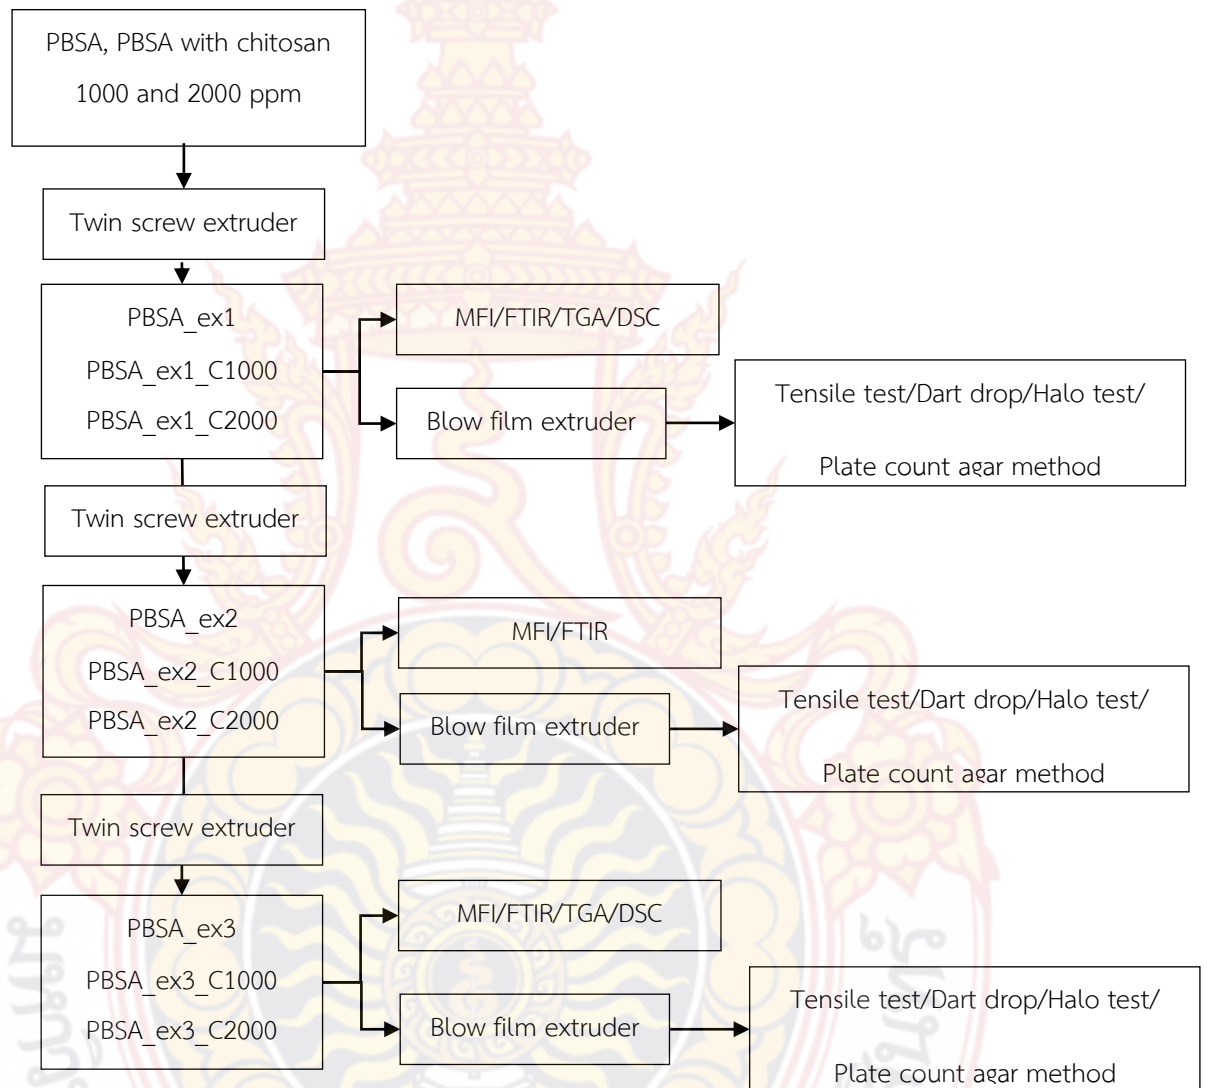 PBSA, PBSA with chitosan
1000 and 2000 ppm
Twin screw extruder
PBSA_ex1
PBSA_ex1_C1000
PBSA_ex1_C2000
MFI/FTIR/TGA/DSC
Blow film extruder
Tensile test/Dart drop/Halo test/
Plate count agar method
Twin screw extruder
PBSA_ex2
PBSA_ex2_C1000
PBSA_ex2_C2000
MFI/FTIR
Blow film extruder
Tensile test/Dart drop/Halo test/
Plate count agar method
Twin screw extruder
PBSA_ex3
PBSA_ex3_C1000
PBSA_ex3_C2000
MFI/FTIR/TGA/DSC
Blow film extruder
Tensile test/Dart drop/Halo test/
Plate count agar method